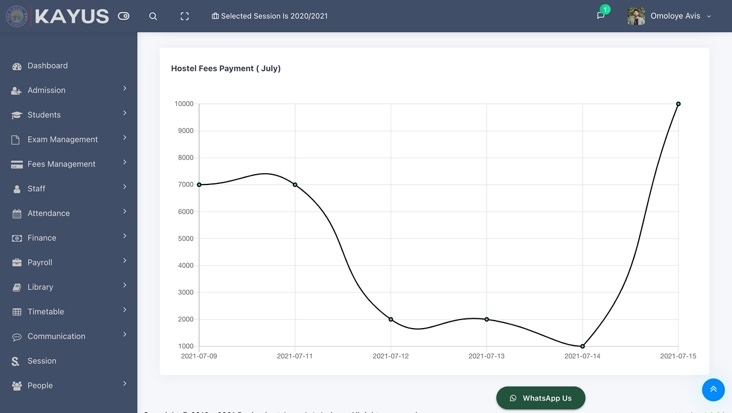 KAYUS
Selected Session Is 2020/2021
1
Omoloye Avis
Dashboard
Admission
Students
Exam Management
Fees Management
Staff
Attendance
Finance
Payroll
Library
Timetable
Communication
Session
People
Hostel Fees Payment ( July)
10000
9000
8000
7000
6000
5000
4000
3000
2000
1000
2021-07-09 2021-07-11 2021-07-12 2021-07-13 2021-07-14 2021-07-15
WhatsApp Us